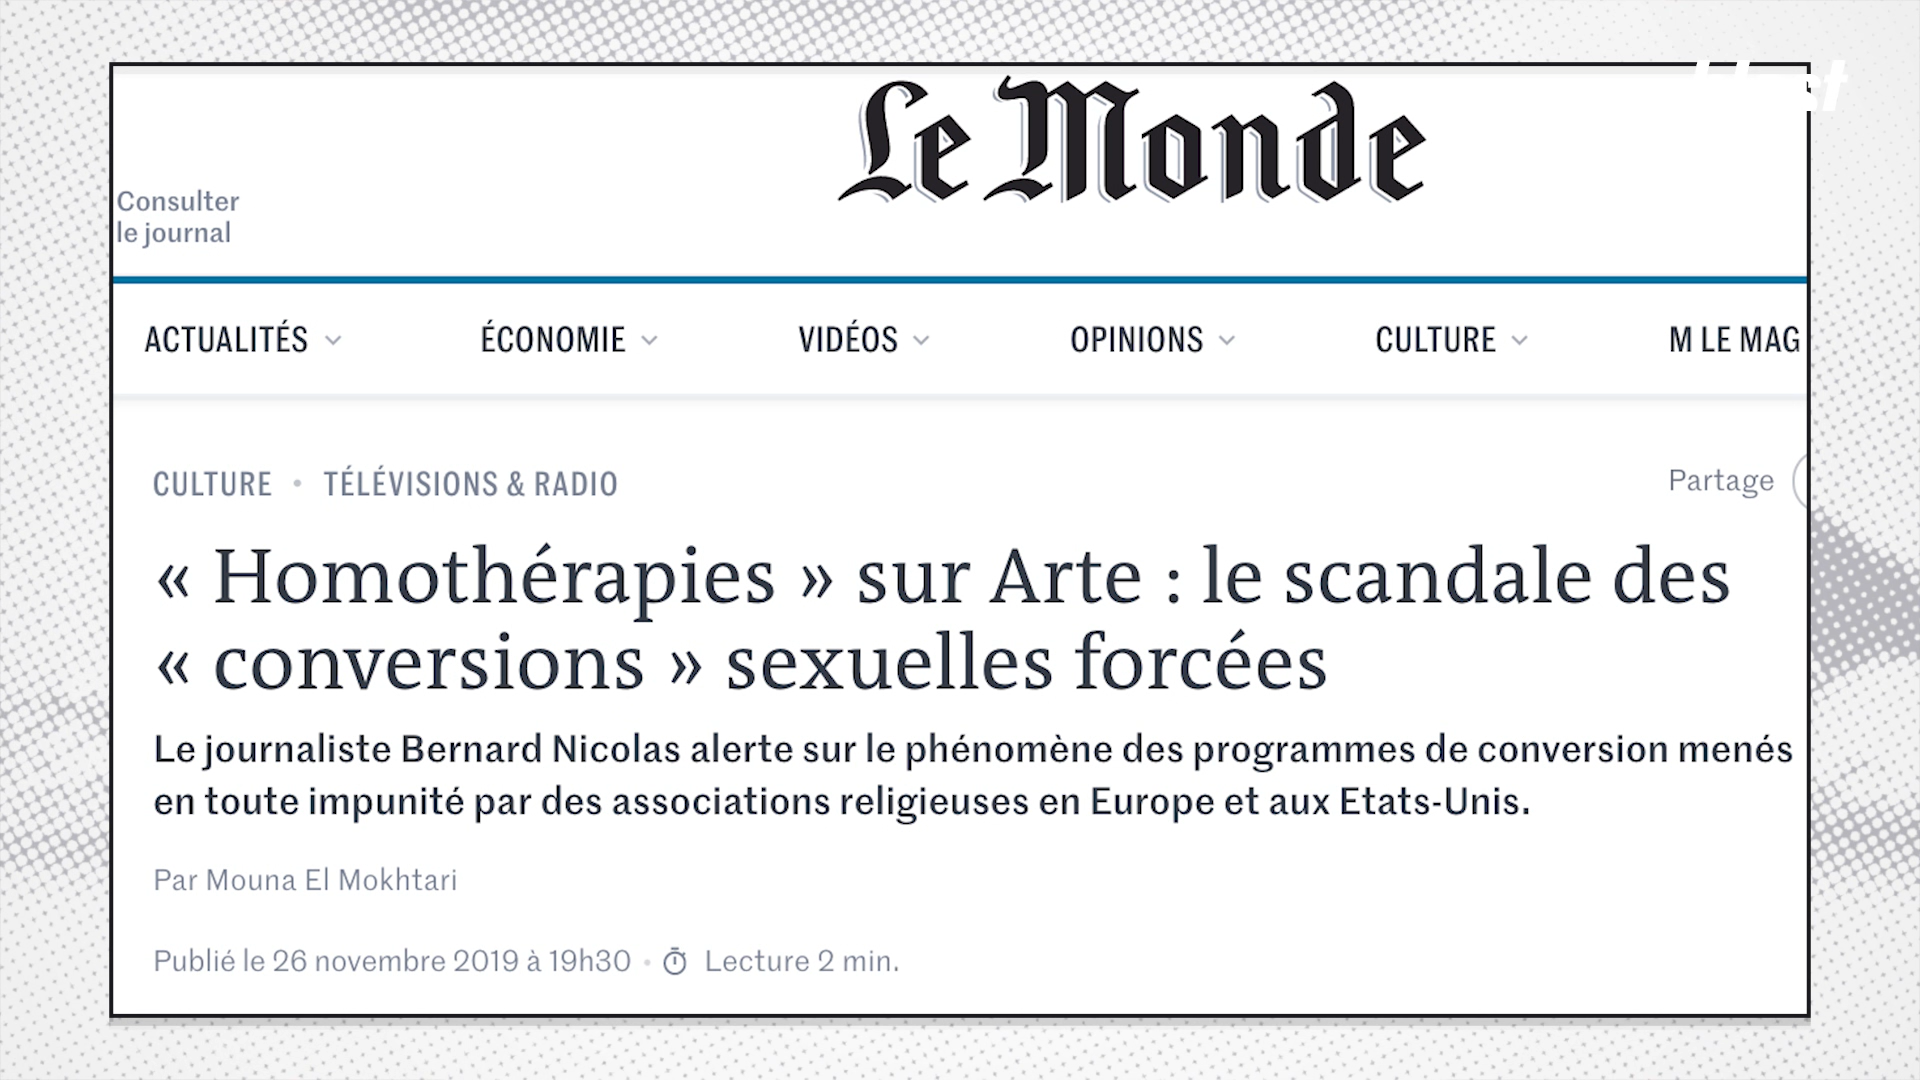 Le Monde
Consulter
le journal
ACTUALITÉS
ÉCONOMIE
VIDÉOS
OPINIONS
CULTURE
M LE MAG
CULTURE • TÉLÉVISIONS & RADIO
Partage
« Homothérapies » sur Arte : le scandale des
« conversions » sexuelles forcées
Le journaliste Bernard Nicolas alerte sur le phénomène des programmes de conversion menés
en toute impunité par des associations religieuses en Europe et aux Etats-Unis.
Par Mouna El Mokhtari
Publié le 26 novembre 2019 à 19h30 • Lecture 2 min.